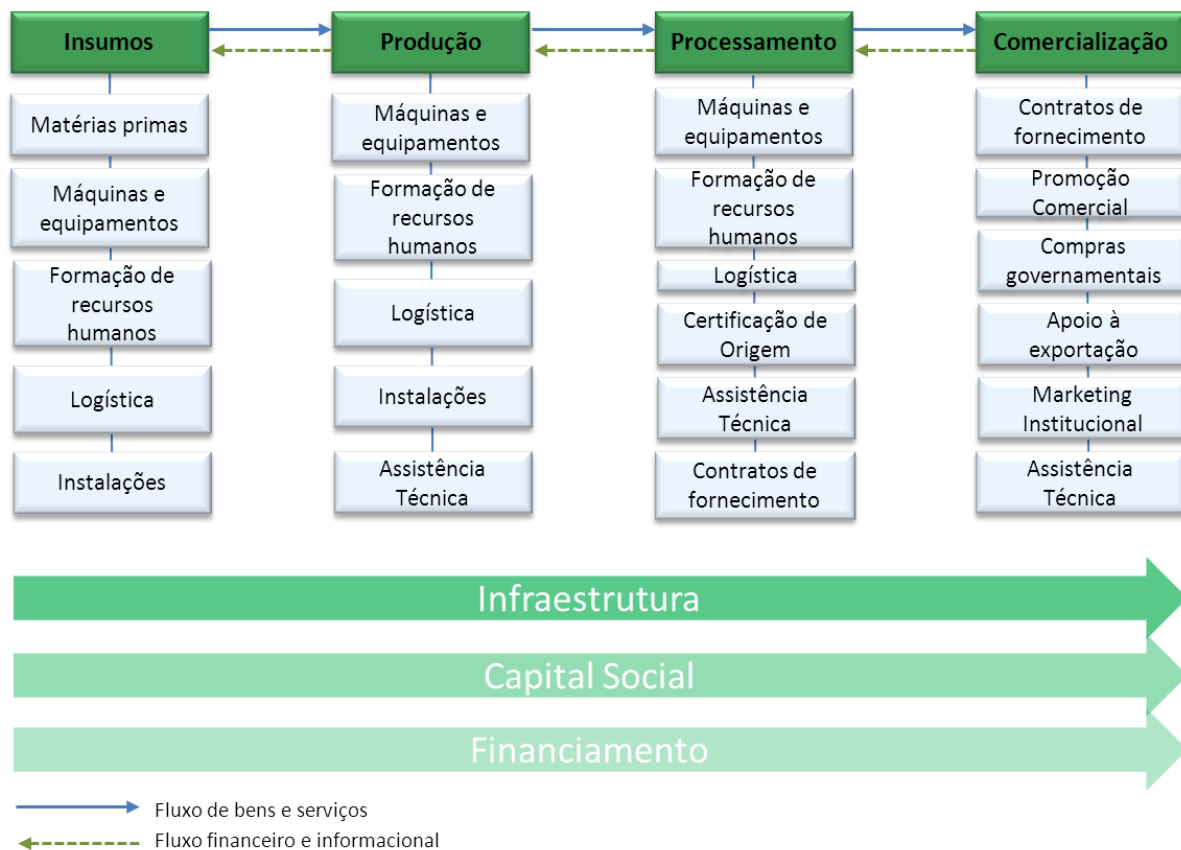 Insumos
Produção
Processamento
Comercialização
Matérias primas
Máquinas e
equipamentos
Formação de
recursos
humanos
Logística
Instalações
Máquinas e
equipamentos
Formação de
recursos
humanos
Logística
Instalações
Assistência
Técnica
Máquinas e
equipamentos
Formação de
recursos
humanos
Logística
Certificação de
Origem
Assistência
Técnica
Contratos de
fornecimento
Contratos de
fornecimento
Promoção
Comercial
Compras
governamentais
Apoio à
exportação
Marketing
Institucional
Assistência
Técnica
Infraestrutura
Capital Social
Financiamento
Fluxo de bens e serviços
Fluxo financeiro e informacional